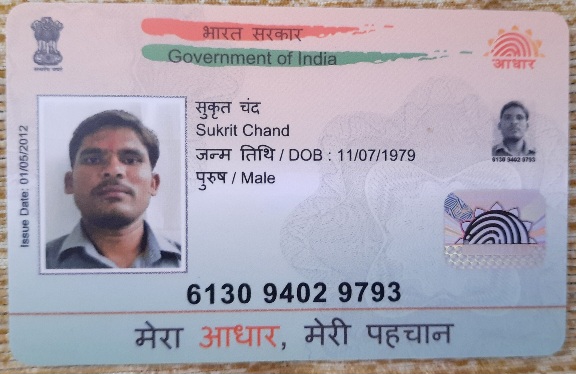 भारत सरकार
Government of India
आधार
सुकृत चंद
Sukrit Chand
जन्म तिथि / DOB : 11/07/1979
पुरुष / Male
Issue Date: 01/05/2012
6130 9402 9793
6130 9402 9793
मेरा आधार, मेरी पहचान